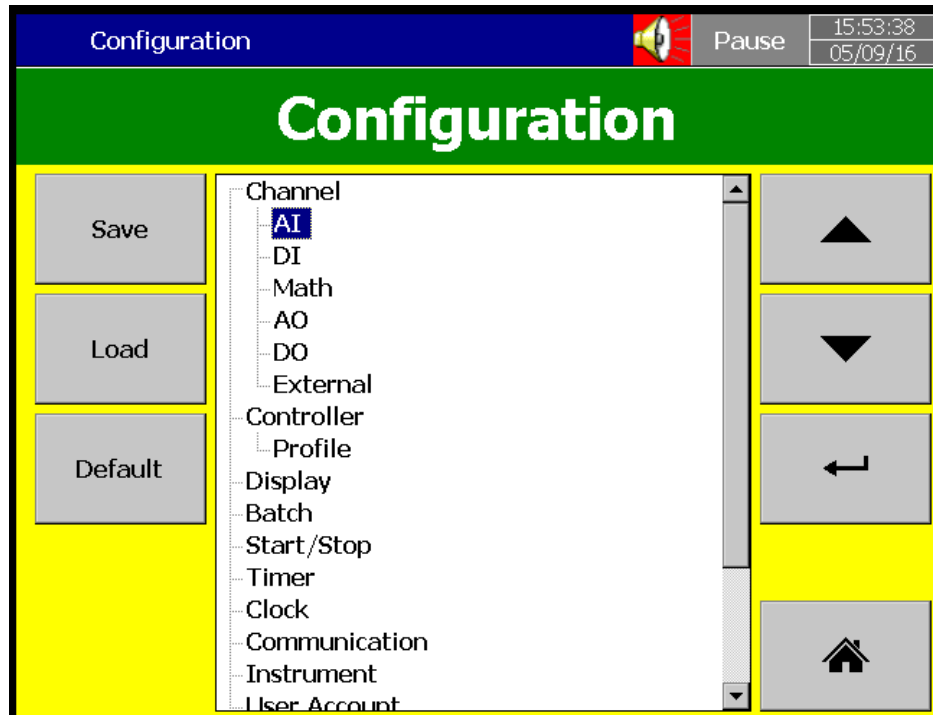 Configuration
Pause
15:53:38
05/09/16
Configuration
Save
Load
Default
Channel
AI
DI
Math
AO
DO
External
Controller
Profile
Display
Batch
Start/Stop
Timer
Clock
Communication
Instrument
User Account